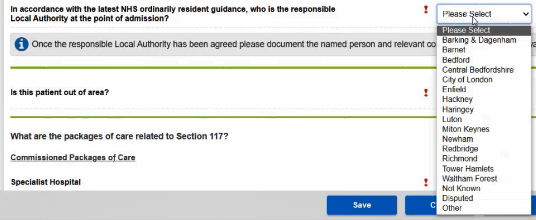 In accordance with the latest NHS ordinarily resident guidance, who is the responsible
Local Authority at the point of admission?
Please Select
Once the responsible Local Authority has been agreed please document the named person and relevant
Is this patient out of area?
What are the packages of care related to Section 117?
Commissioned Packages of Care
Specialist Hospital
Save
Please Select
Barking & Dagenham
Barnet
Bedford
Central Bedfordshire
City of London
Enfield
Hackney
Haringey
Luton
Miton Keynes
Newham
Redbridge
Richmond
Tower Hamlets
Waltham Forest
Not Known
Disputed
Other